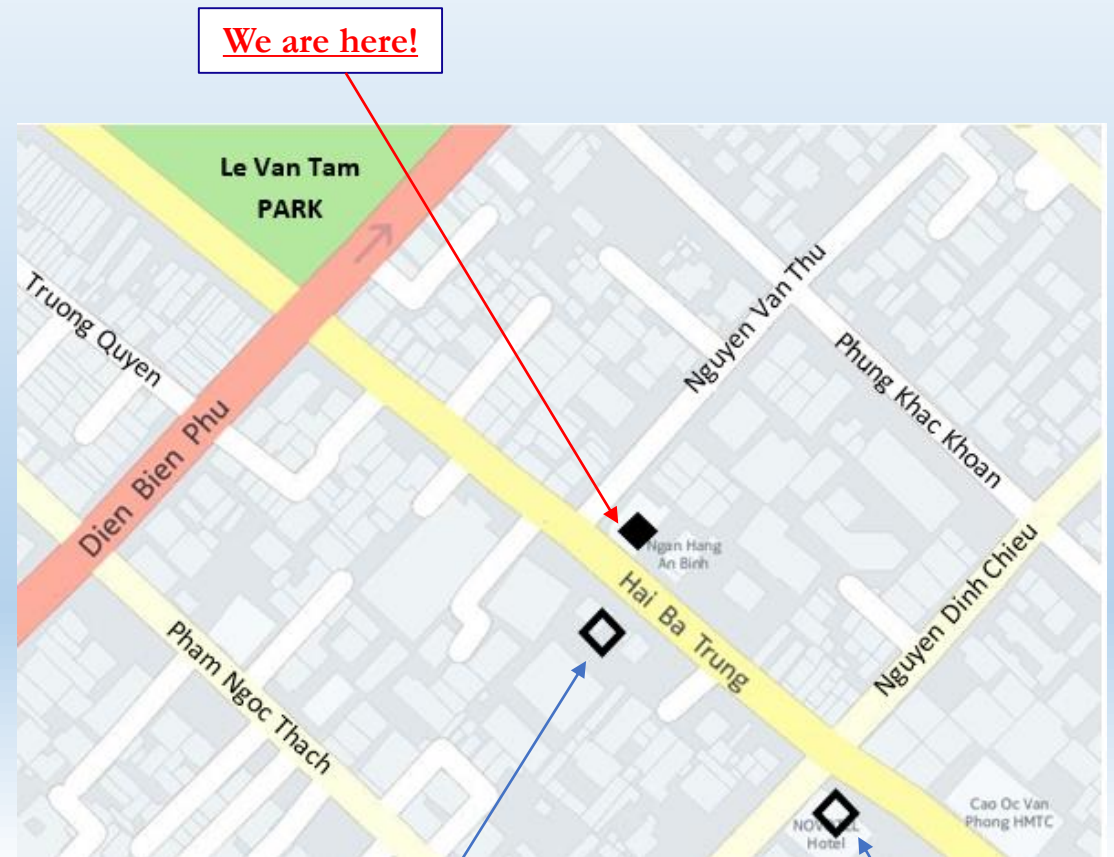 We are here!
Le Van Tam
PARK
Truong Quyen
Dien Bien Phu
Nguyen Van Thu
Phung Khac Khoan
Ngan Hang
An Binh
Hai Ba Trung
Nguyen Dinh Chieu
Pham Ngoc Thach
Cao Oc Van
Phong HMTC
Hotel